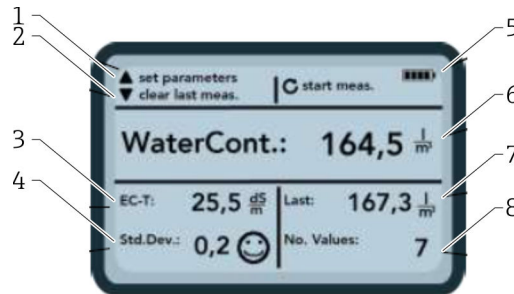 1
2
3
4
5
6
7
8
▲ set parameters
▼ clear last meas.
start meas.
WaterCont.: 164,5 l/m³
EC-T: 25,5 dS/m
Last: 167,3 l/m³
Std.Dev.: 0,2
No. Values: 7